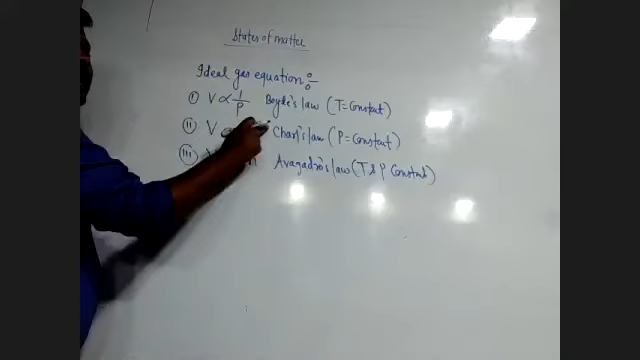 States of matter
Ideal gas equation :-
(i) V ∝ 1/P Boyle's law (T = Constant)
(ii) V ∝ Charl's law (P = Constant)
(iii) n Avagadro's law (T & P Constant)